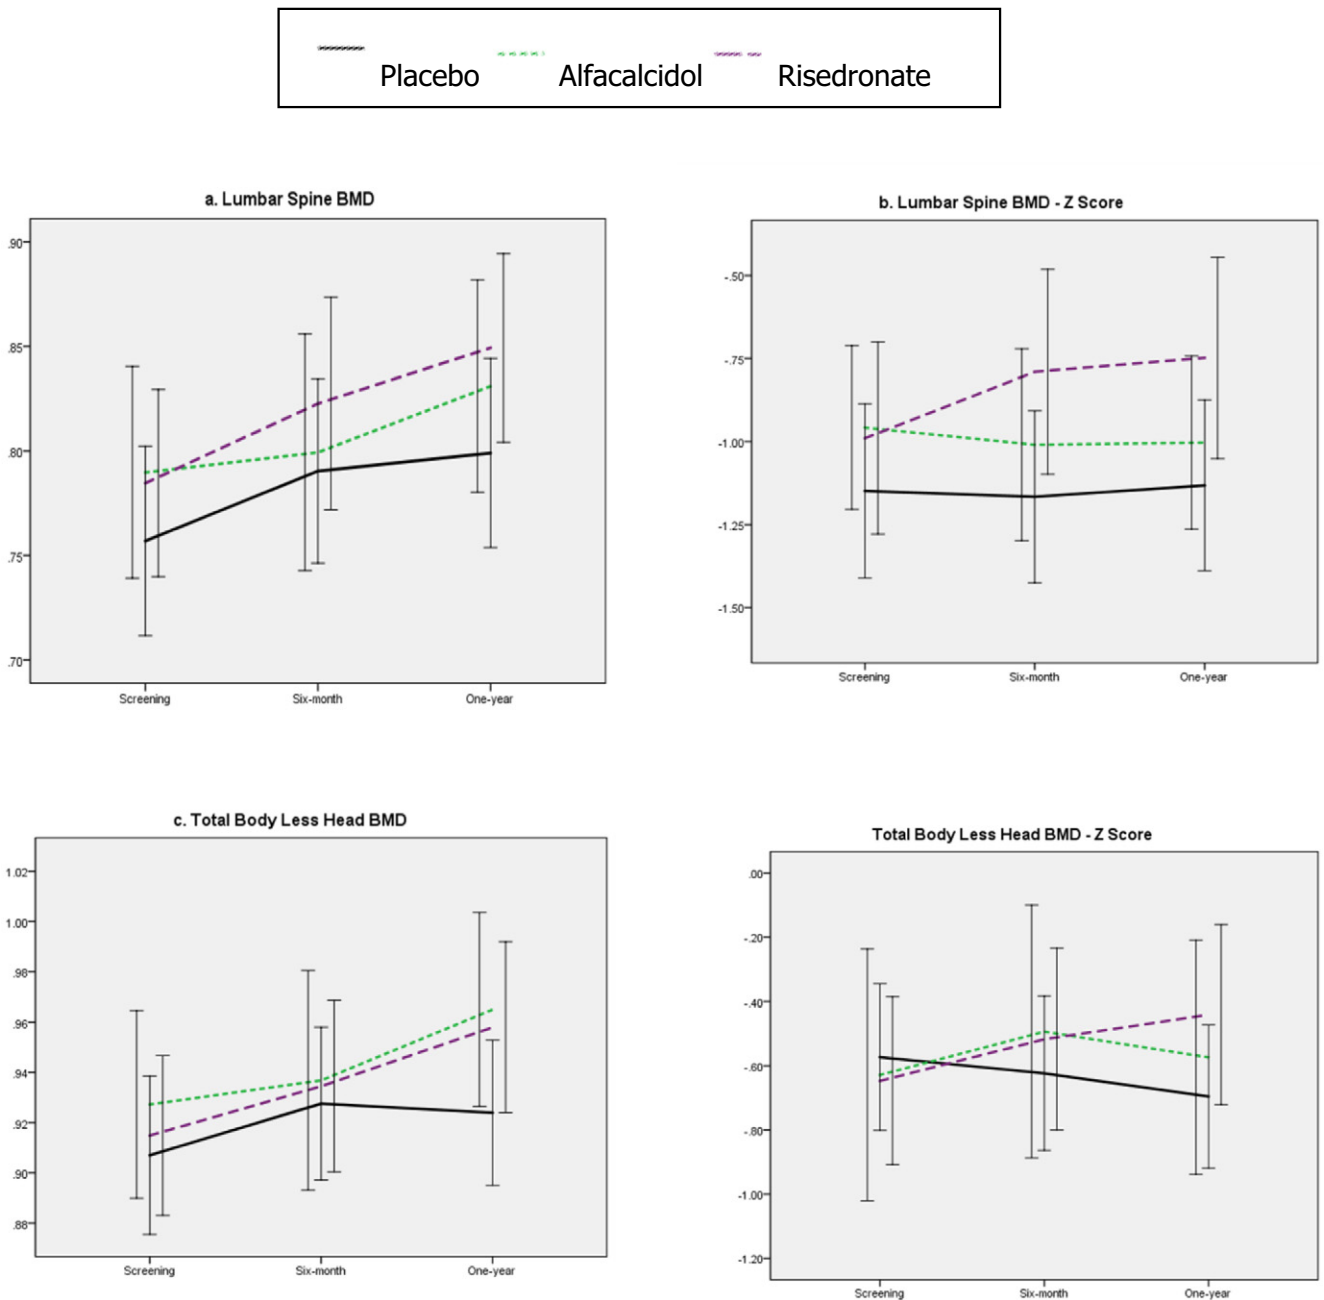 Placebo Alfacalcidol Risedronate
a. Lumbar Spine BMD
.90
.85
.80
.75
.70
Screening Six-month One-year
b. Lumbar Spine BMD - Z Score
-.50
-.75
-1.00
-1.25
-1.50
Screening Six-month One-year
c. Total Body Less Head BMD
1.02
1.00
.98
.96
.94
.92
.90
.88
Screening Six-month One-year
Total Body Less Head BMD - Z Score
.00
-.20
-.40
-.60
-.80
-1.00
-1.20
Screening Six-month One-year